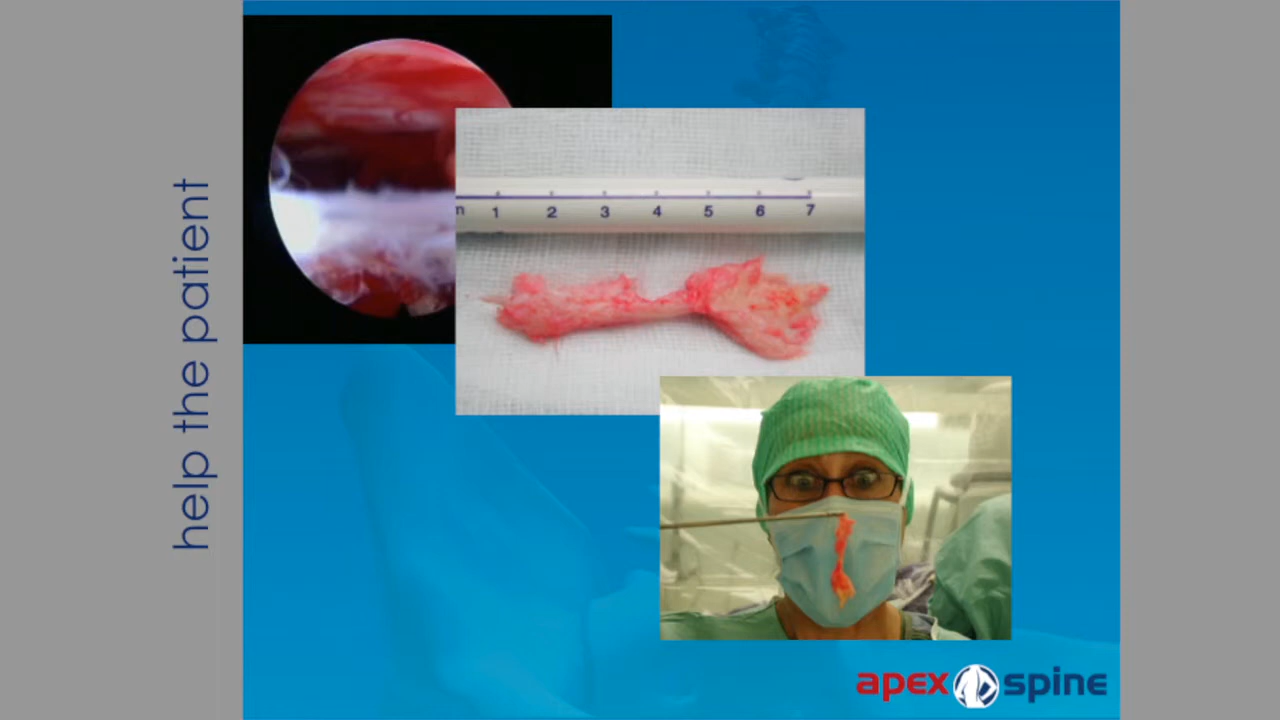 help the patient
n 1 2 3 4 5 6 7
apex spine